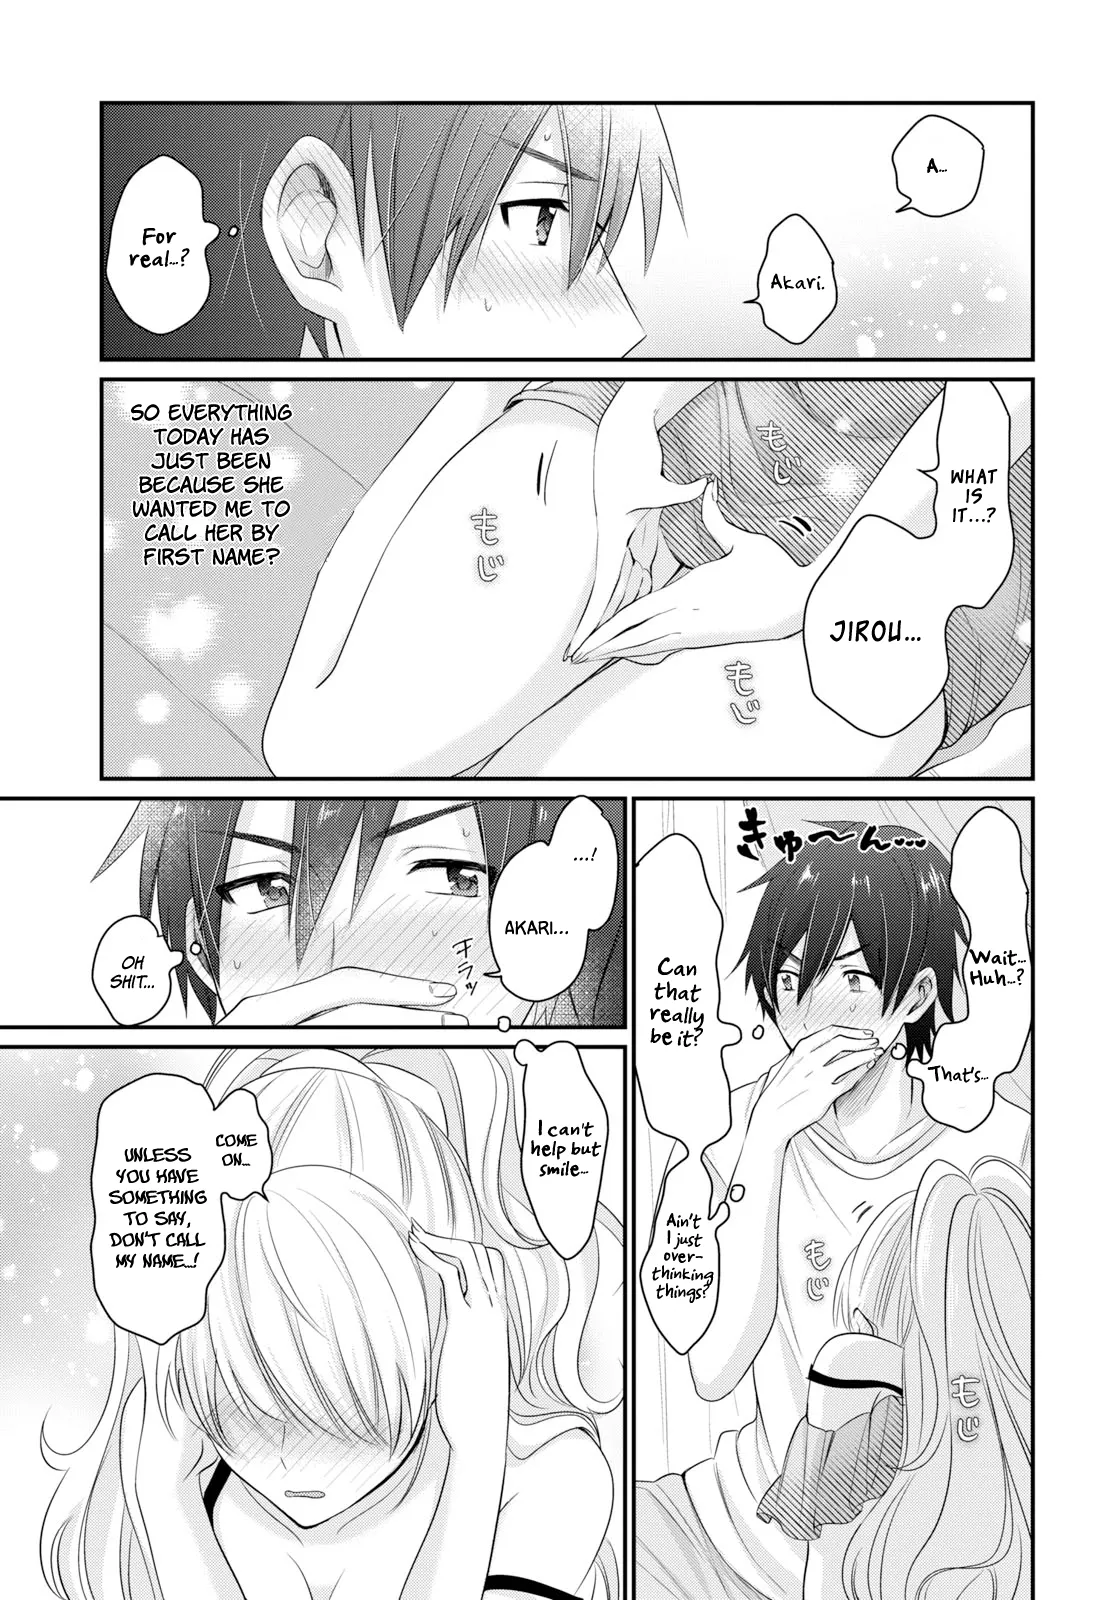 A...
Akari.
For
real...?
WHAT
IS
IT...?
JIROU...
もじ
もじ
もじ
SO EVERYTHING
TODAY HAS
JUST BEEN
BECAUSE SHE
WANTED ME TO
CALL HER BY
FIRST NAME?
きゅ〜ん...
Wait...
Huh...?
That's...
Can
that
really
be it?
Ain't
I just
over-
thinking
things?
もじ
もじ
...!
AKARI...
チラッ
OH
SHIT...
I can't
help but
smile...
COME
ON...
UNLESS
YOU HAVE
SOMETHING
TO SAY,
DON'T CALL
MY NAME...!